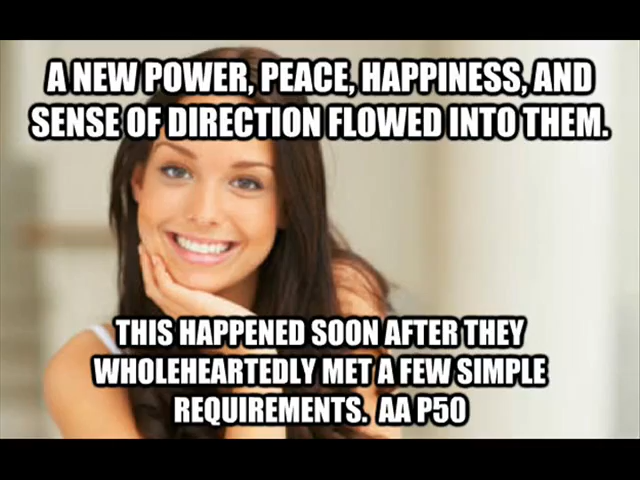 A NEW POWER, PEACE, HAPPINESS, AND
SENSE OF DIRECTION FLOWED INTO THEM.
THIS HAPPENED SOON AFTER THEY
WHOLEHEARTEDLY MET A FEW SIMPLE
REQUIREMENTS. AA P50